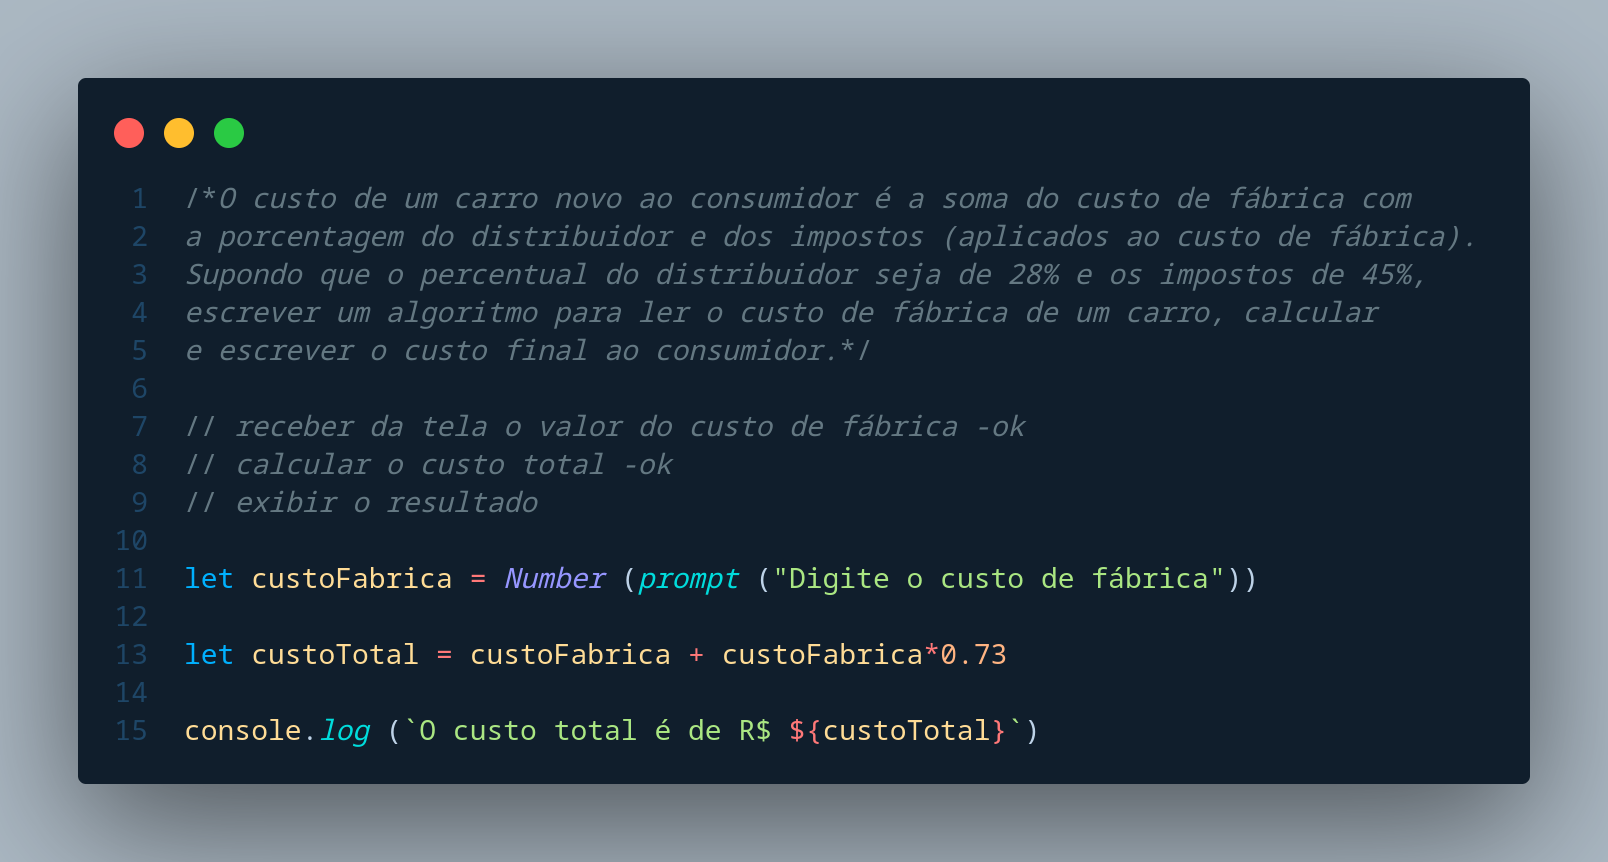 1 /*O custo de um carro novo ao consumidor é a soma do custo de fábrica com
2 a porcentagem do distribuidor e dos impostos (aplicados ao custo de fábrica).
3 Supondo que o percentual do distribuidor seja de 28% e os impostos de 45%,
4 escrever um algoritmo para ler o custo de fábrica de um carro, calcular
5 e escrever o custo final ao consumidor.*/
6
7 // receber da tela o valor do custo de fábrica -ok
8 // calcular o custo total -ok
9 // exibir o resultado
10
11 let custoFabrica = Number (prompt ("Digite o custo de fábrica"))
12
13 let custoTotal = custoFabrica + custoFabrica*0.73
14
15 console.log (`O custo total é de R$ ${custoTotal}`)